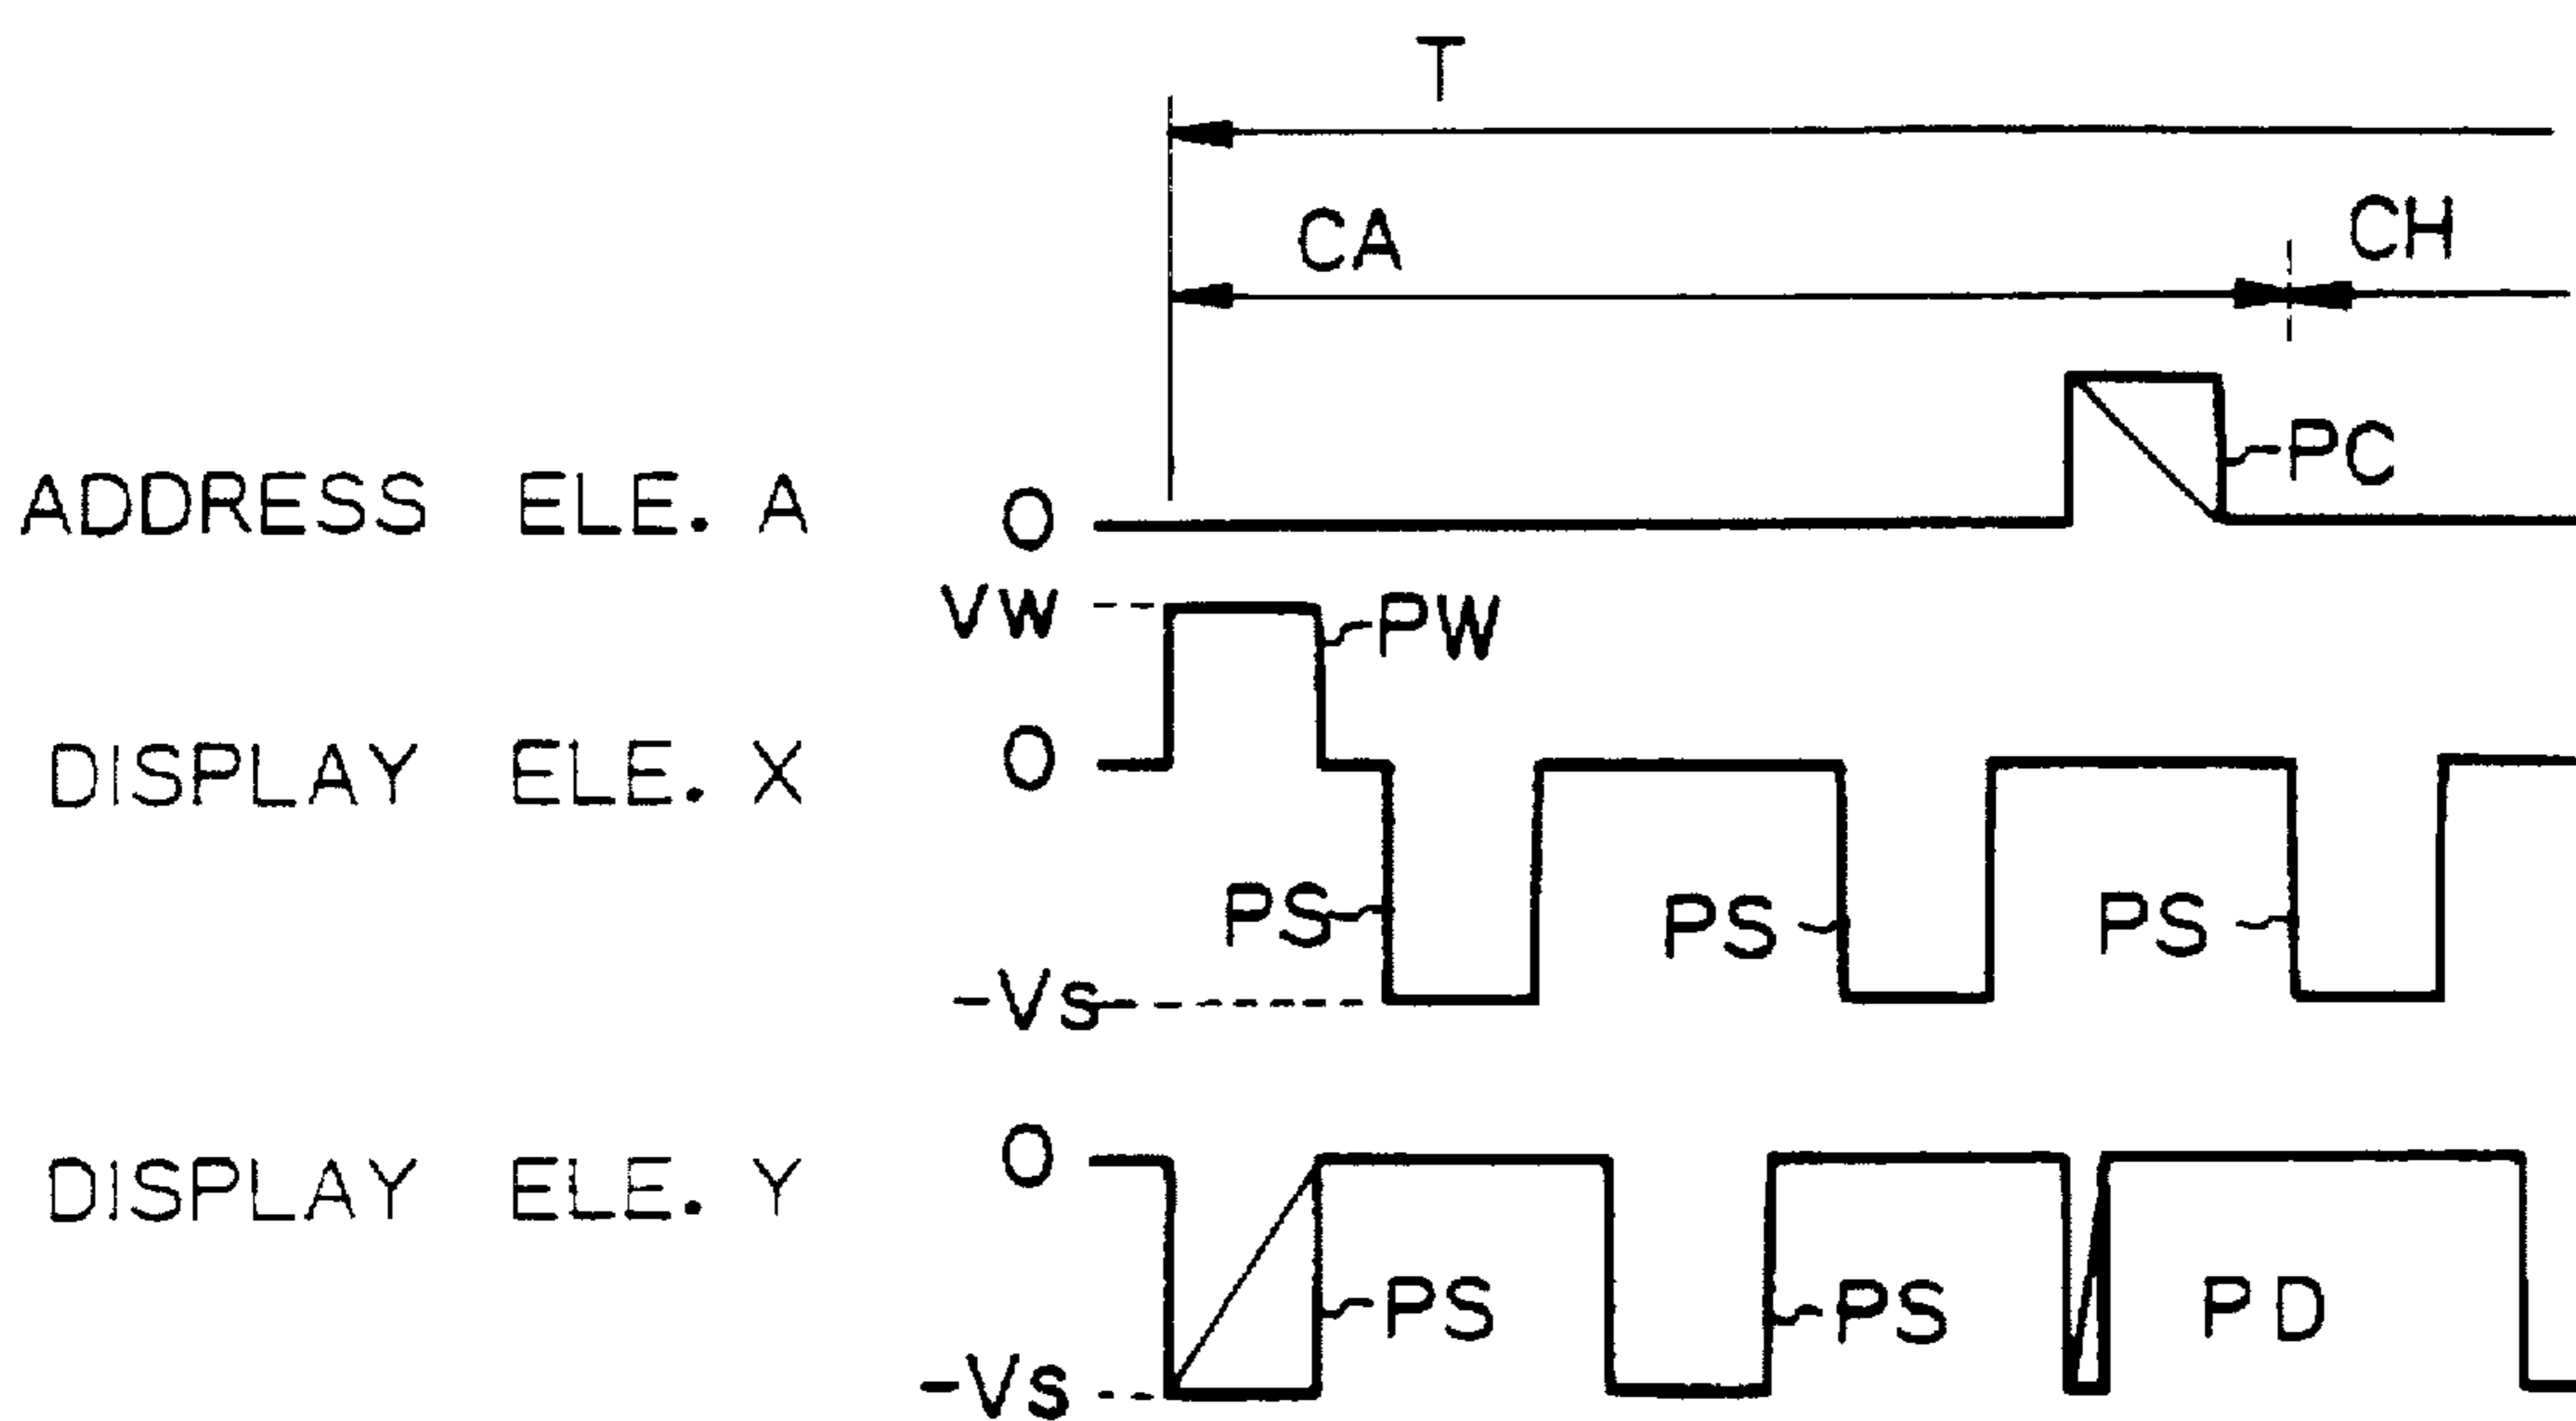 T
CA CH
PC
ADDRESS ELE. A O
VW PW
DISPLAY ELE. X O
PS PS PS
-Vs
DISPLAY ELE. Y O
PS PS PD
-Vs